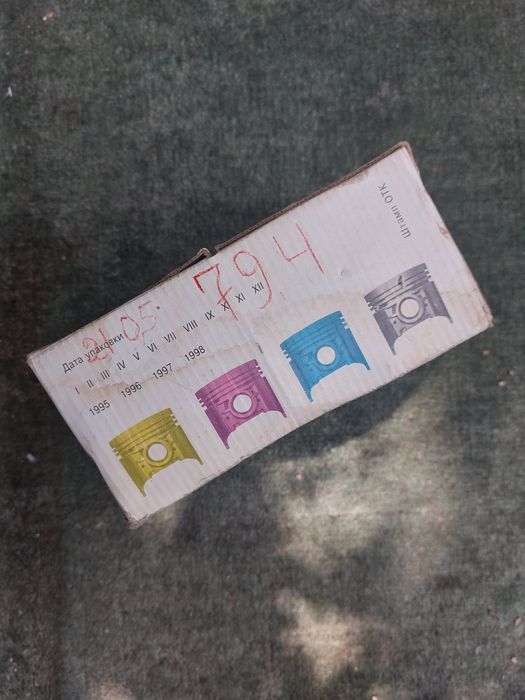 Штамп ОТК
79,4
Дата упаковки
21.05
I II III IV V VI VII VIII IX X XI XII
1995 1996 1997 1998